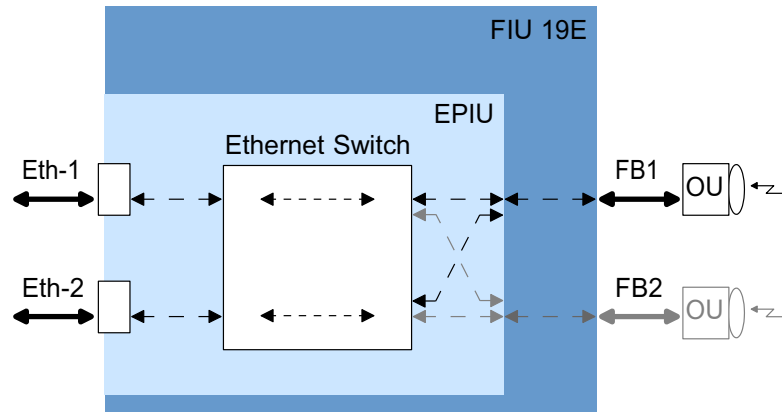 FIU 19E
EPIU
Ethernet Switch
Eth-1
FB1
OU
Eth-2
FB2
OU